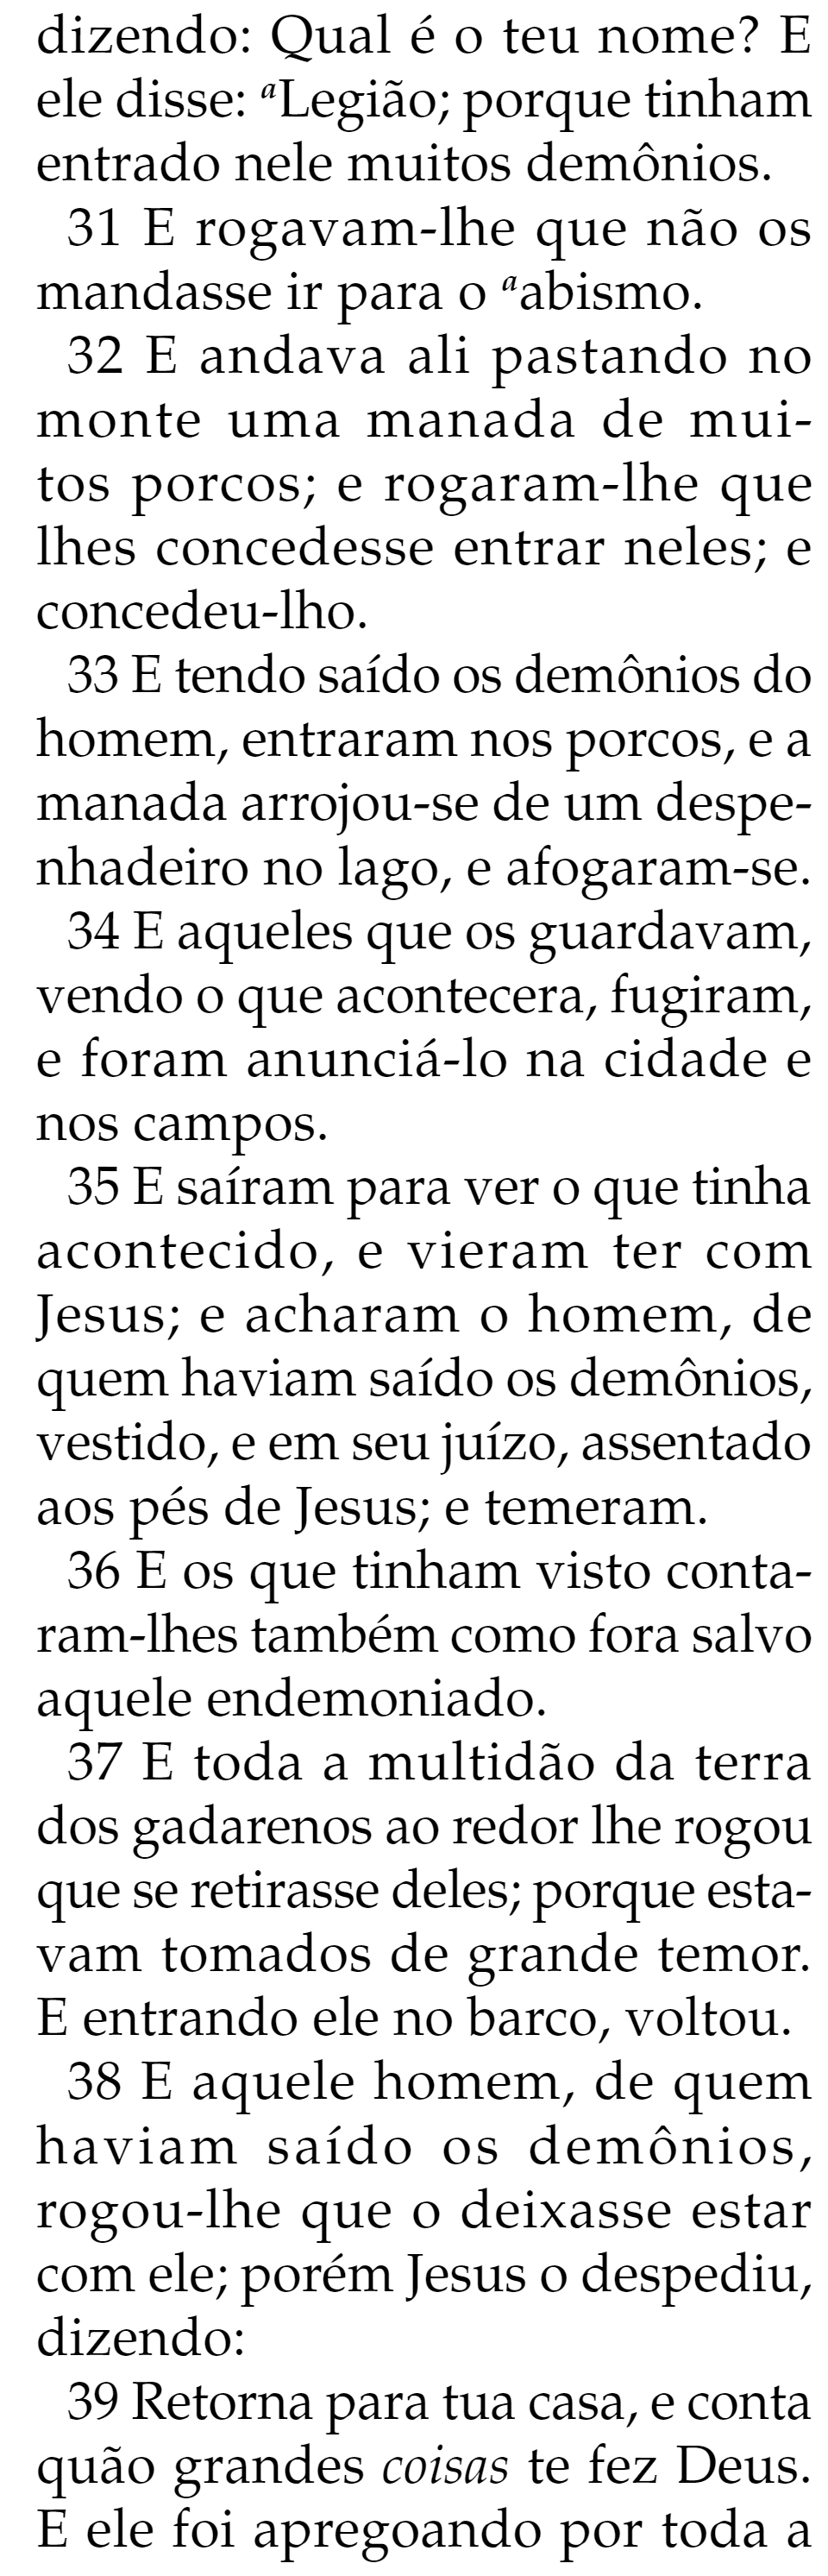 dizendo: Qual é o teu nome? E
ele disse: ᵃLegião; porque tinham
entrado nele muitos demônios.
31 E rogavam-lhe que não os
mandasse ir para o ᵃabismo.
32 E andava ali pastando no
monte uma manada de mui-
tos porcos; e rogaram-lhe que
lhes concedesse entrar neles; e
concedeu-lho.
33 E tendo saído os demônios do
homem, entraram nos porcos, e a
manada arrojou-se de um despe-
nhadeiro no lago, e afogaram-se.
34 E aqueles que os guardavam,
vendo o que acontecera, fugiram,
e foram anunciá-lo na cidade e
nos campos.
35 E saíram para ver o que tinha
acontecido, e vieram ter com
Jesus; e acharam o homem, de
quem haviam saído os demônios,
vestido, e em seu juízo, assentado
aos pés de Jesus; e temeram.
36 E os que tinham visto conta-
ram-lhes também como fora salvo
aquele endemoniado.
37 E toda a multidão da terra
dos gadarenos ao redor lhe rogou
que se retirasse deles; porque esta-
vam tomados de grande temor.
E entrando ele no barco, voltou.
38 E aquele homem, de quem
haviam saído os demônios,
rogou-lhe que o deixasse estar
com ele; porém Jesus o despediu,
dizendo:
39 Retorna para tua casa, e conta
quão grandes coisas te fez Deus.
E ele foi apregoando por toda a